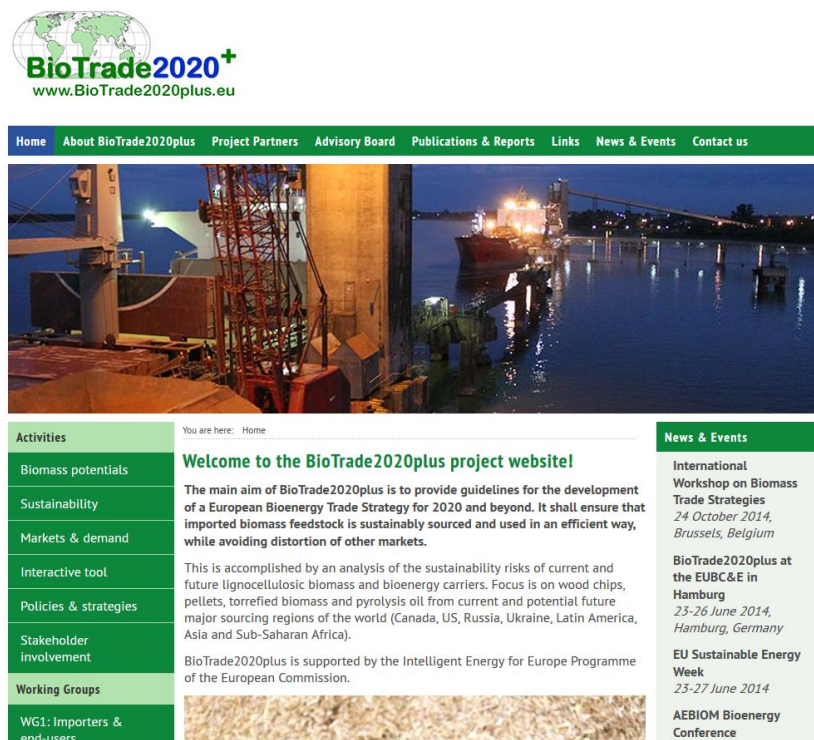 BioTrade2020+
www.BioTrade2020plus.eu
Home About BioTrade2020plus Project Partners Advisory Board Publications & Reports Links News & Events Contact us
Activities
Biomass potentials
Sustainability
Markets & demand
Interactive tool
Policies & strategies
Stakeholder
involvement
Working Groups
WG1: Importers &
end-users
You are here: Home
Welcome to the BioTrade2020plus project website!
The main aim of BioTrade2020plus is to provide guidelines for the development
of a European Bioenergy Trade Strategy for 2020 and beyond. It shall ensure that
imported biomass feedstock is sustainably sourced and used in an efficient way,
while avoiding distortion of other markets.
This is accomplished by an analysis of the sustainability risks of current and
future lignocellulosic biomass and bioenergy carriers. Focus is on wood chips,
pellets, torrefied biomass and pyrolysis oil from current and potential future
major sourcing regions of the world (Canada, US, Russia, Ukraine, Latin America,
Asia and Sub-Saharan Africa).
BioTrade2020plus is supported by the Intelligent Energy for Europe Programme
of the European Commission.
News & Events
International
Workshop on Biomass
Trade Strategies
24 October 2014,
Brussels, Belgium
BioTrade2020plus at
the EUBC&E in
Hamburg
23-26 June 2014,
Hamburg, Germany
EU Sustainable Energy
Week
23-27 June 2014
AEBIOM Bioenergy
Conference